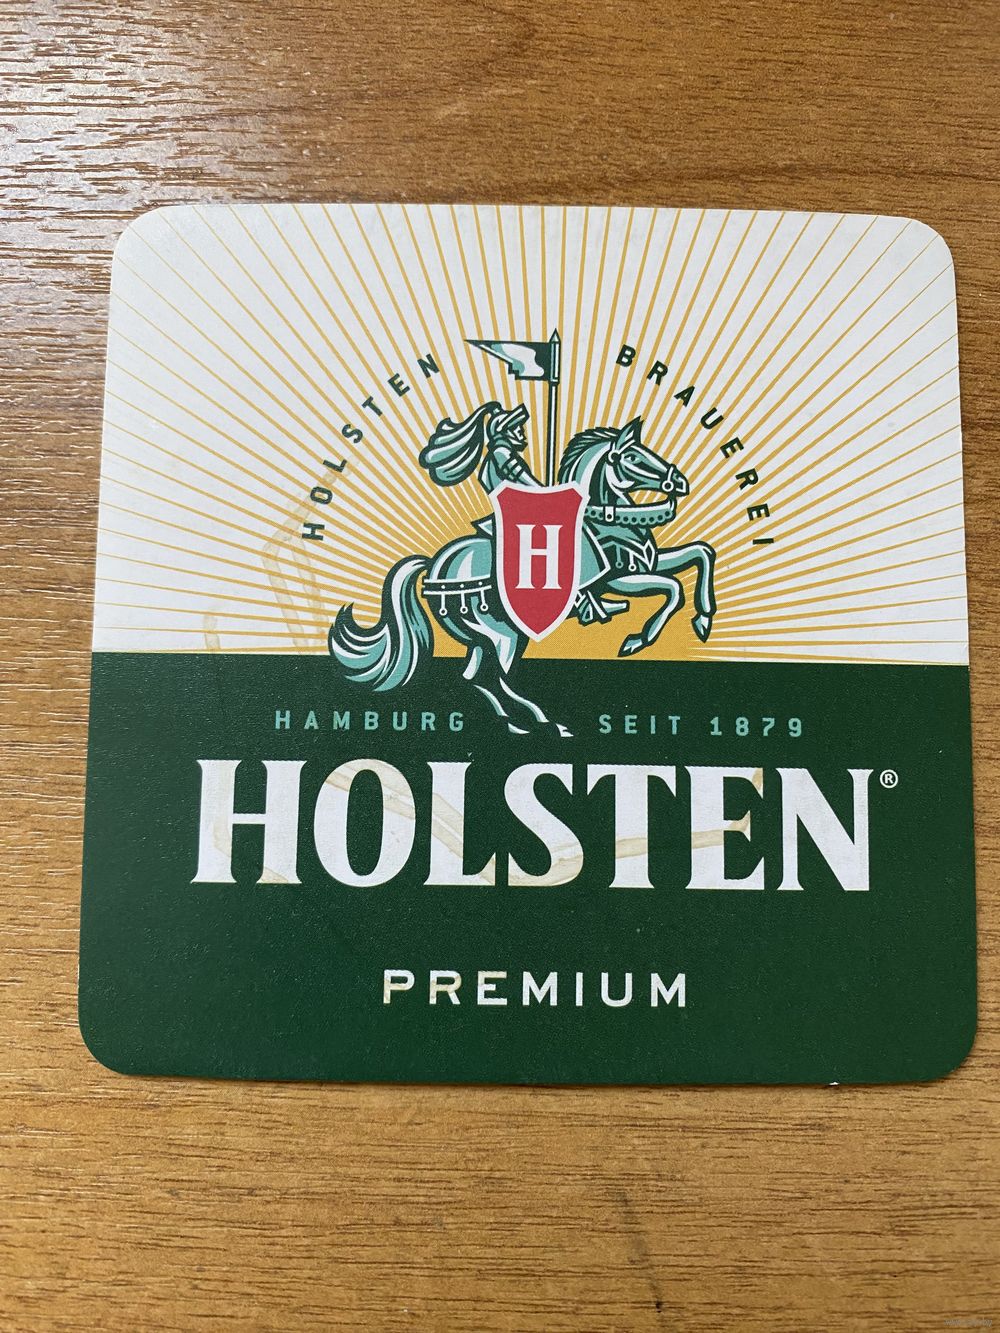 HOLSTEN BRAUEREI
H
HAMBURG SEIT 1879
HOLSTEN®
PREMIUM